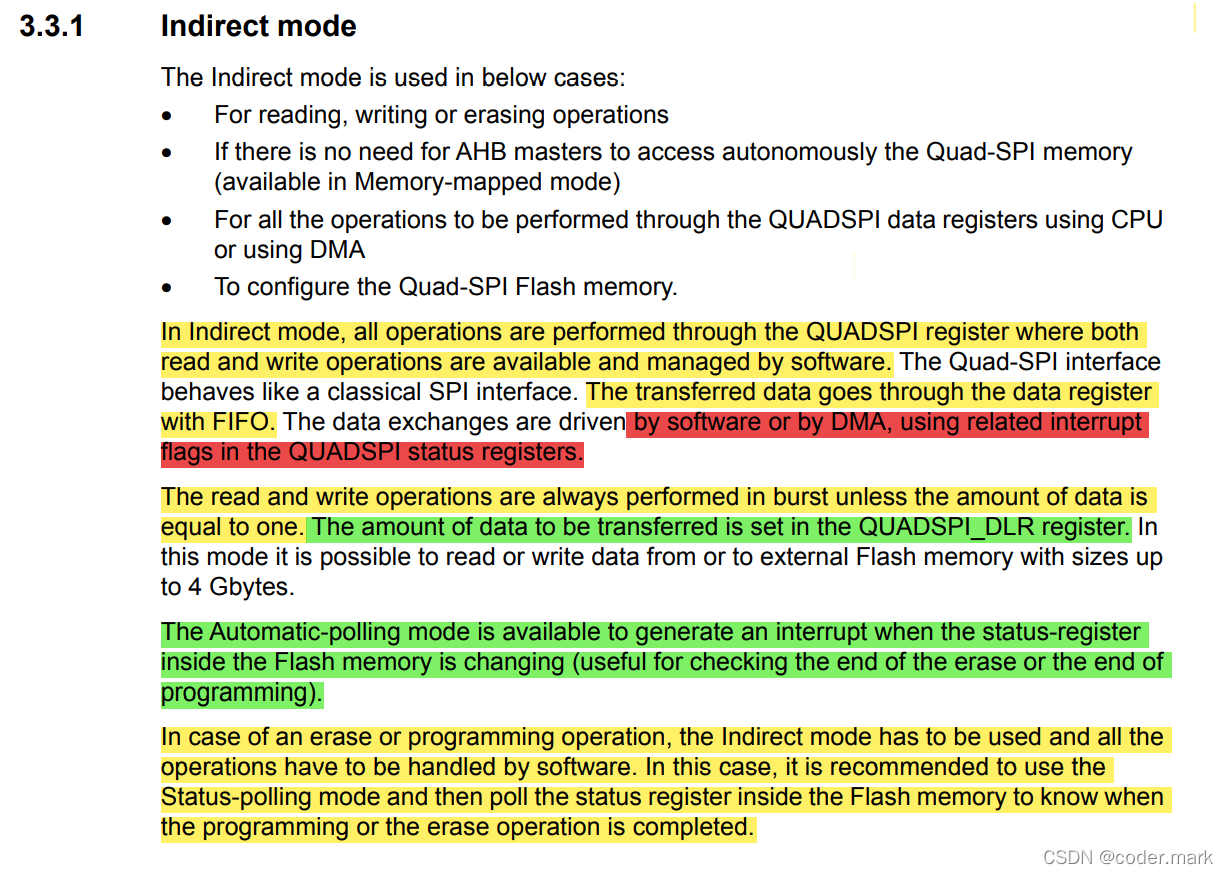 3.3.1 Indirect mode
The Indirect mode is used in below cases:
• For reading, writing or erasing operations
• If there is no need for AHB masters to access autonomously the Quad-SPI memory
(available in Memory-mapped mode)
• For all the operations to be performed through the QUADSPI data registers using CPU
or using DMA
• To configure the Quad-SPI Flash memory.
In Indirect mode, all operations are performed through the QUADSPI register where both
read and write operations are available and managed by software. The Quad-SPI interface
behaves like a classical SPI interface. The transferred data goes through the data register
with FIFO. The data exchanges are driven by software or by DMA, using related interrupt
flags in the QUADSPI status registers.
The read and write operations are always performed in burst unless the amount of data is
equal to one. The amount of data to be transferred is set in the QUADSPI_DLR register. In
this mode it is possible to read or write data from or to external Flash memory with sizes up
to 4 Gbytes.
The Automatic-polling mode is available to generate an interrupt when the status-register
inside the Flash memory is changing (useful for checking the end of the erase or the end of
programming).
In case of an erase or programming operation, the Indirect mode has to be used and all the
operations have to be handled by software. In this case, it is recommended to use the
Status-polling mode and then poll the status register inside the Flash memory to know when
the programming or the erase operation is completed.
CSDN @coder.mark